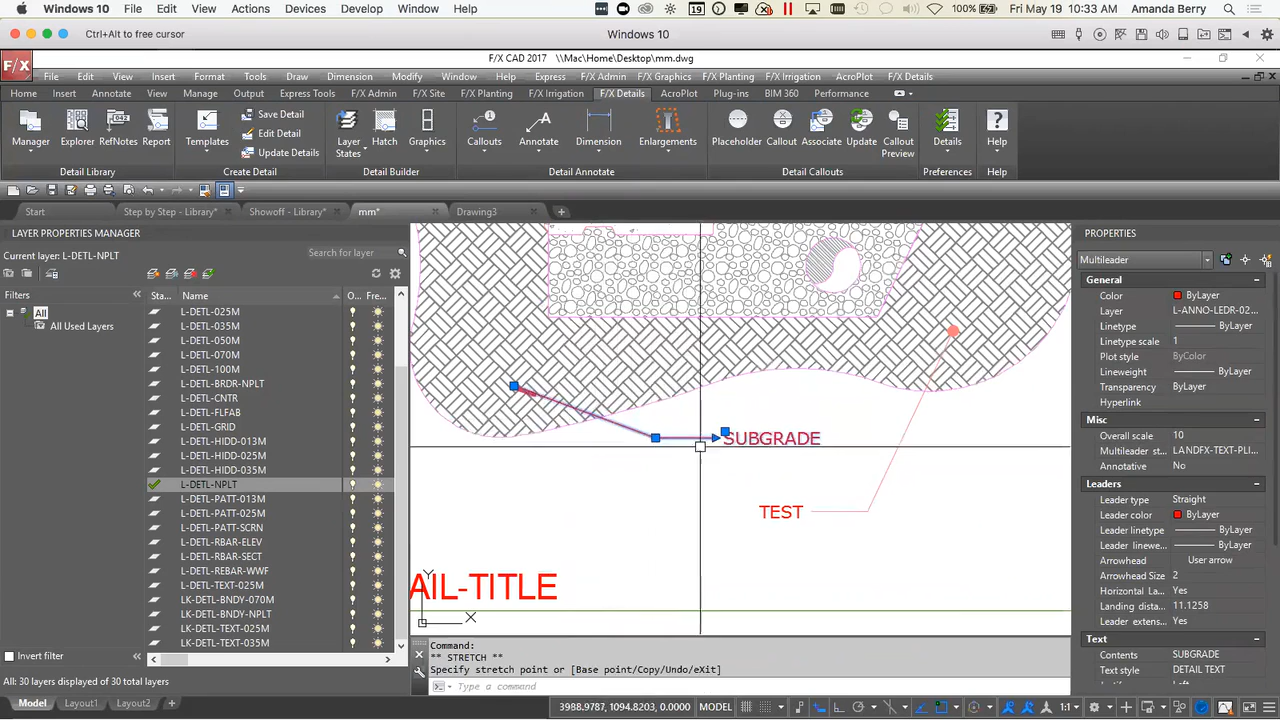 Windows 10 File Edit View Actions Devices Develop Window Help 19 100% Fri May 19 10:33 AM Amanda Berry
Ctrl+Alt to free cursor Windows 10
F/X CAD 2017 \\Mac\Home\Desktop\mm.dwg
F/X File Edit View Insert Format Tools Draw Dimension Modify Window Help Express F/X Admin F/X Graphics F/X Planting F/X Irrigation AcroPlot F/X Details
Home Insert Annotate View Manage Output Express Tools F/X Admin F/X Site F/X Planting F/X Irrigation F/X Details AcroPlot Plug-ins BIM 360 Performance
Manager Explorer RefNotes Report Templates Save Detail Edit Detail Update Details Layer States Hatch Graphics Callouts Annotate Dimension Enlargements Placeholder Callout Associate Update Callout Preview Details Help
Detail Library Create Detail Detail Builder Detail Annotate Detail Callouts Preferences Help
Start Step by Step - Library* Showoff - Library* mm* Drawing3
LAYER PROPERTIES MANAGER
Current layer: L-DETL-NPLT Search for layer
Filters Sta... Name O... Fre...
All
All Used Layers
L-DETL-025M
L-DETL-035M
L-DETL-050M
L-DETL-070M
L-DETL-100M
L-DETL-BRDR-NPLT
L-DETL-CNTR
L-DETL-FLFAB
L-DETL-GRID
L-DETL-HIDD-013M
L-DETL-HIDD-025M
L-DETL-HIDD-035M
L-DETL-NPLT
L-DETL-PATT-013M
L-DETL-PATT-025M
L-DETL-PATT-SCRN
L-DETL-RBAR-ELEV
L-DETL-RBAR-SECT
L-DETL-REBAR-WWF
L-DETL-TEXT-025M
LK-DETL-BNDY-070M
LK-DETL-BNDY-NPLT
LK-DETL-TEXT-025M
LK-DETL-TEXT-035M
Invert filter
All: 30 layers displayed of 30 total layers
SUBGRADE
TEST
AIL-TITLE
Y
X
Command:
** STRETCH **
Specify stretch point or [Base point/Copy/Undo/eXit]
Type a command
PROPERTIES
Multileader
General
Color ByLayer
Layer L-ANNO-LEDR-02...
Linetype ByLayer
Linetype scale 1
Plot style ByColor
Lineweight ByLayer
Transparency ByLayer
Hyperlink
Misc
Overall scale 10
Multileader st... LANDFX-TEXT-PLI...
Annotative No
Leaders
Leader type Straight
Leader color ByLayer
Leader linetype ByLayer
Leader linewe... ByLayer
Arrowhead User arrow
Arrowhead Size 2
Horizontal La... Yes
Landing dista... 11.1258
Leader extens... Yes
Text
Contents SUBGRADE
Text style DETAIL TEXT
Model Layout1 Layout2 + 3988.9787, 1094.8203, 0.0000 MODEL 1:1